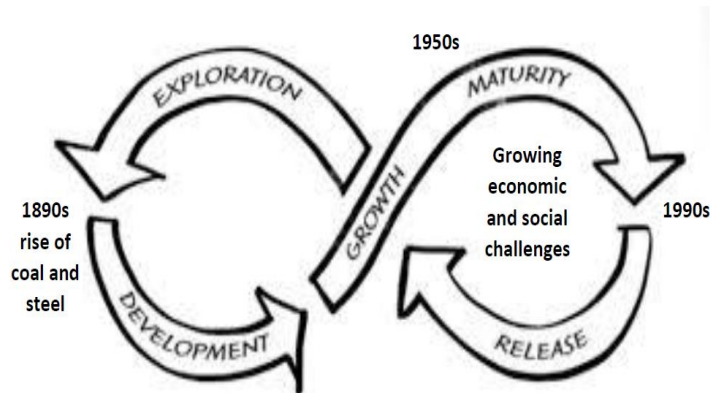 1950s
EXPLORATION
MATURITY
Growing
economic
and social
challenges
1990s
1890s
rise of
coal and
steel
GROWTH
DEVELOPMENT
RELEASE